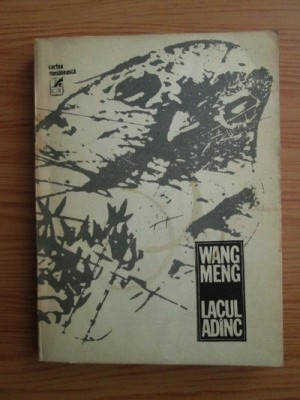 cartea
românească
WANG
MENG
LACUL
ADÎNC